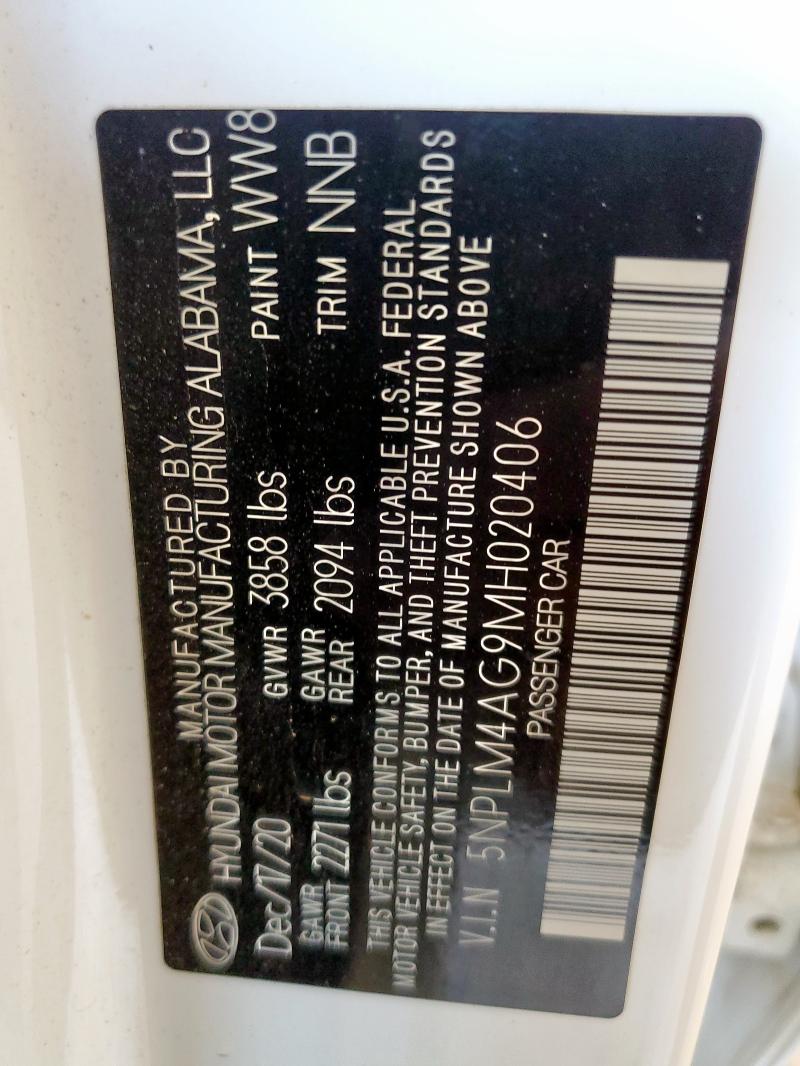 MANUFACTURED BY
HYUNDAI MOTOR MANUFACTURING ALABAMA, LLC
Dec/17/20 GVWR 3858 lbs PAINT WW8
GAWR FRONT 2271 lbs GAWR REAR 2094 lbs TRIM NNB
THIS VEHICLE CONFORMS TO ALL APPLICABLE U.S.A. FEDERAL
MOTOR VEHICLE SAFETY, BUMPER, AND THEFT PREVENTION STANDARDS
IN EFFECT ON THE DATE OF MANUFACTURE SHOWN ABOVE
V.I.N 5NPLM4AG9MH020406
PASSENGER CAR